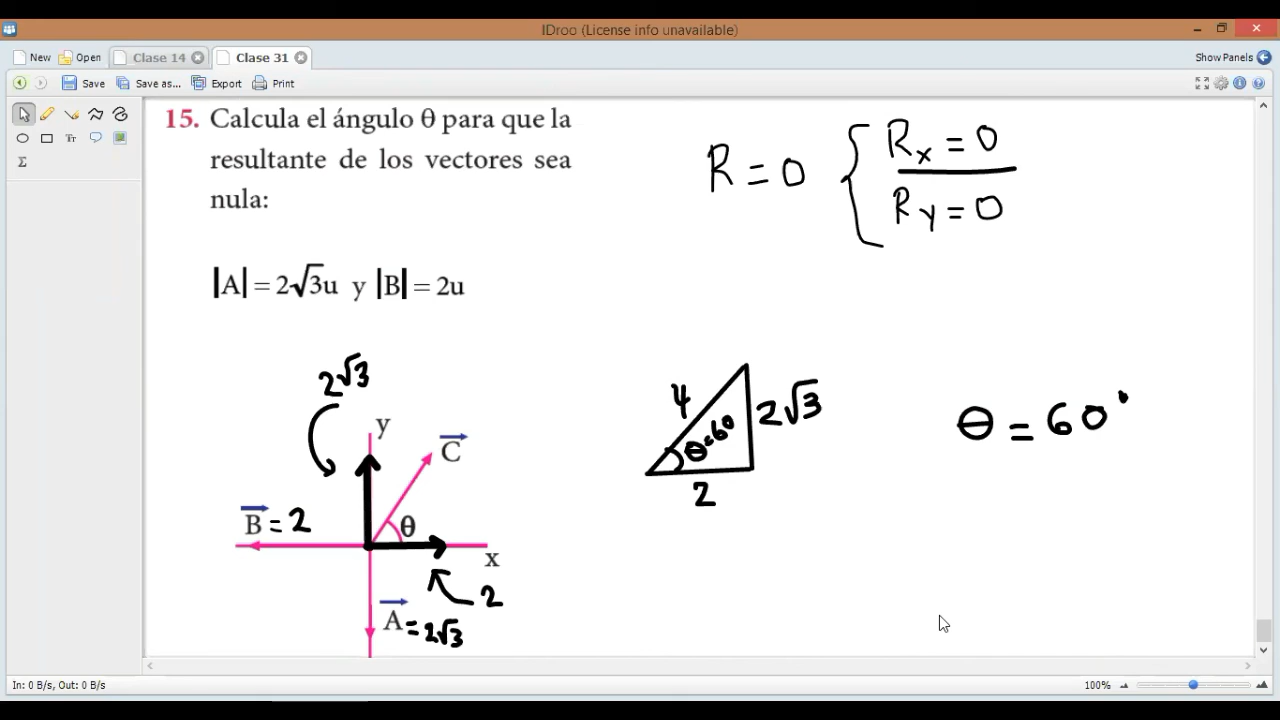 IDroo (License info unavailable)
New Open Clase 14 Clase 31 Show Panels
Save Save as... Export Print
15. Calcula el ángulo θ para que la
resultante de los vectores sea
nula:
|A| = 2√3u y |B| = 2u
R = 0 { Rx = 0
Ry = 0
2√3
y
C
B = 2
θ
x
2
A = 2√3
4
2√3
θ=60
2
θ = 60°
Tr
Σ
In: 0 B/s, Out: 0 B/s 100%